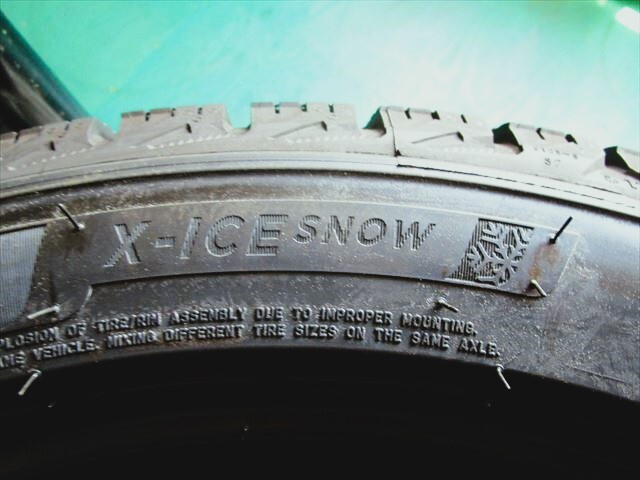 X-ICE SNOW
PLOSION OF TIRE/RIM ASSEMBLY DUE TO IMPROPER MOUNTING.
VEHICLE. MIXING DIFFERENT TIRE SIZES ON THE SAME AXLE.